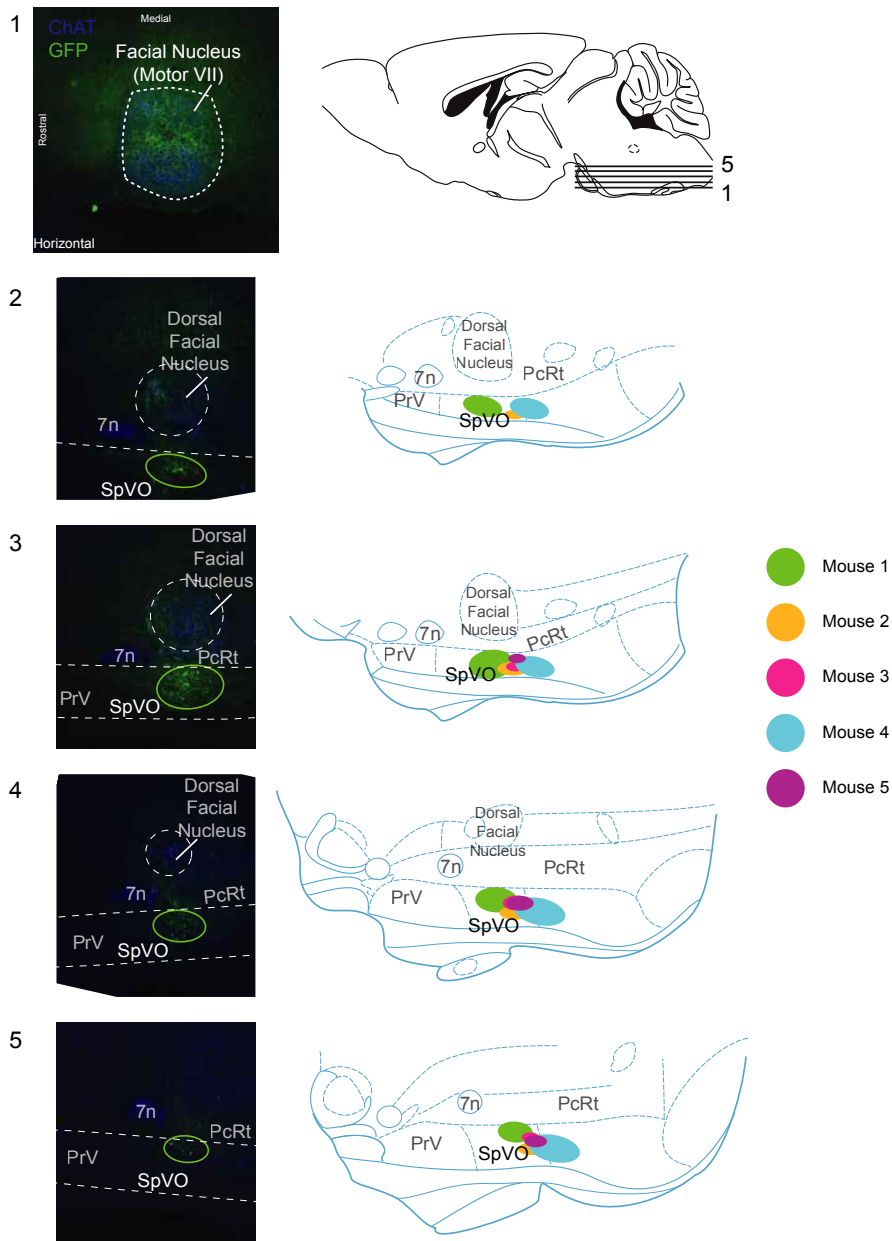 1
ChAT
GFP
Medial
Facial Nucleus
(Motor VII)
Rostral
Horizontal
5
1
2
Dorsal
Facial
Nucleus
7n
SpVO
Dorsal
Facial
Nucleus
7n
PcRt
PrV
SpVO
3
Dorsal
Facial
Nucleus
7n
PcRt
PrV
SpVO
Dorsal
Facial
Nucleus
7n
PcRt
PrV
SpVO
Mouse 1
Mouse 2
Mouse 3
Mouse 4
Mouse 5
4
Dorsal
Facial
Nucleus
7n
PcRt
PrV
SpVO
Dorsal
Facial
Nucleus
7n
PcRt
PrV
SpVO
5
7n
PcRt
PrV
SpVO
7n
PcRt
PrV
SpVO